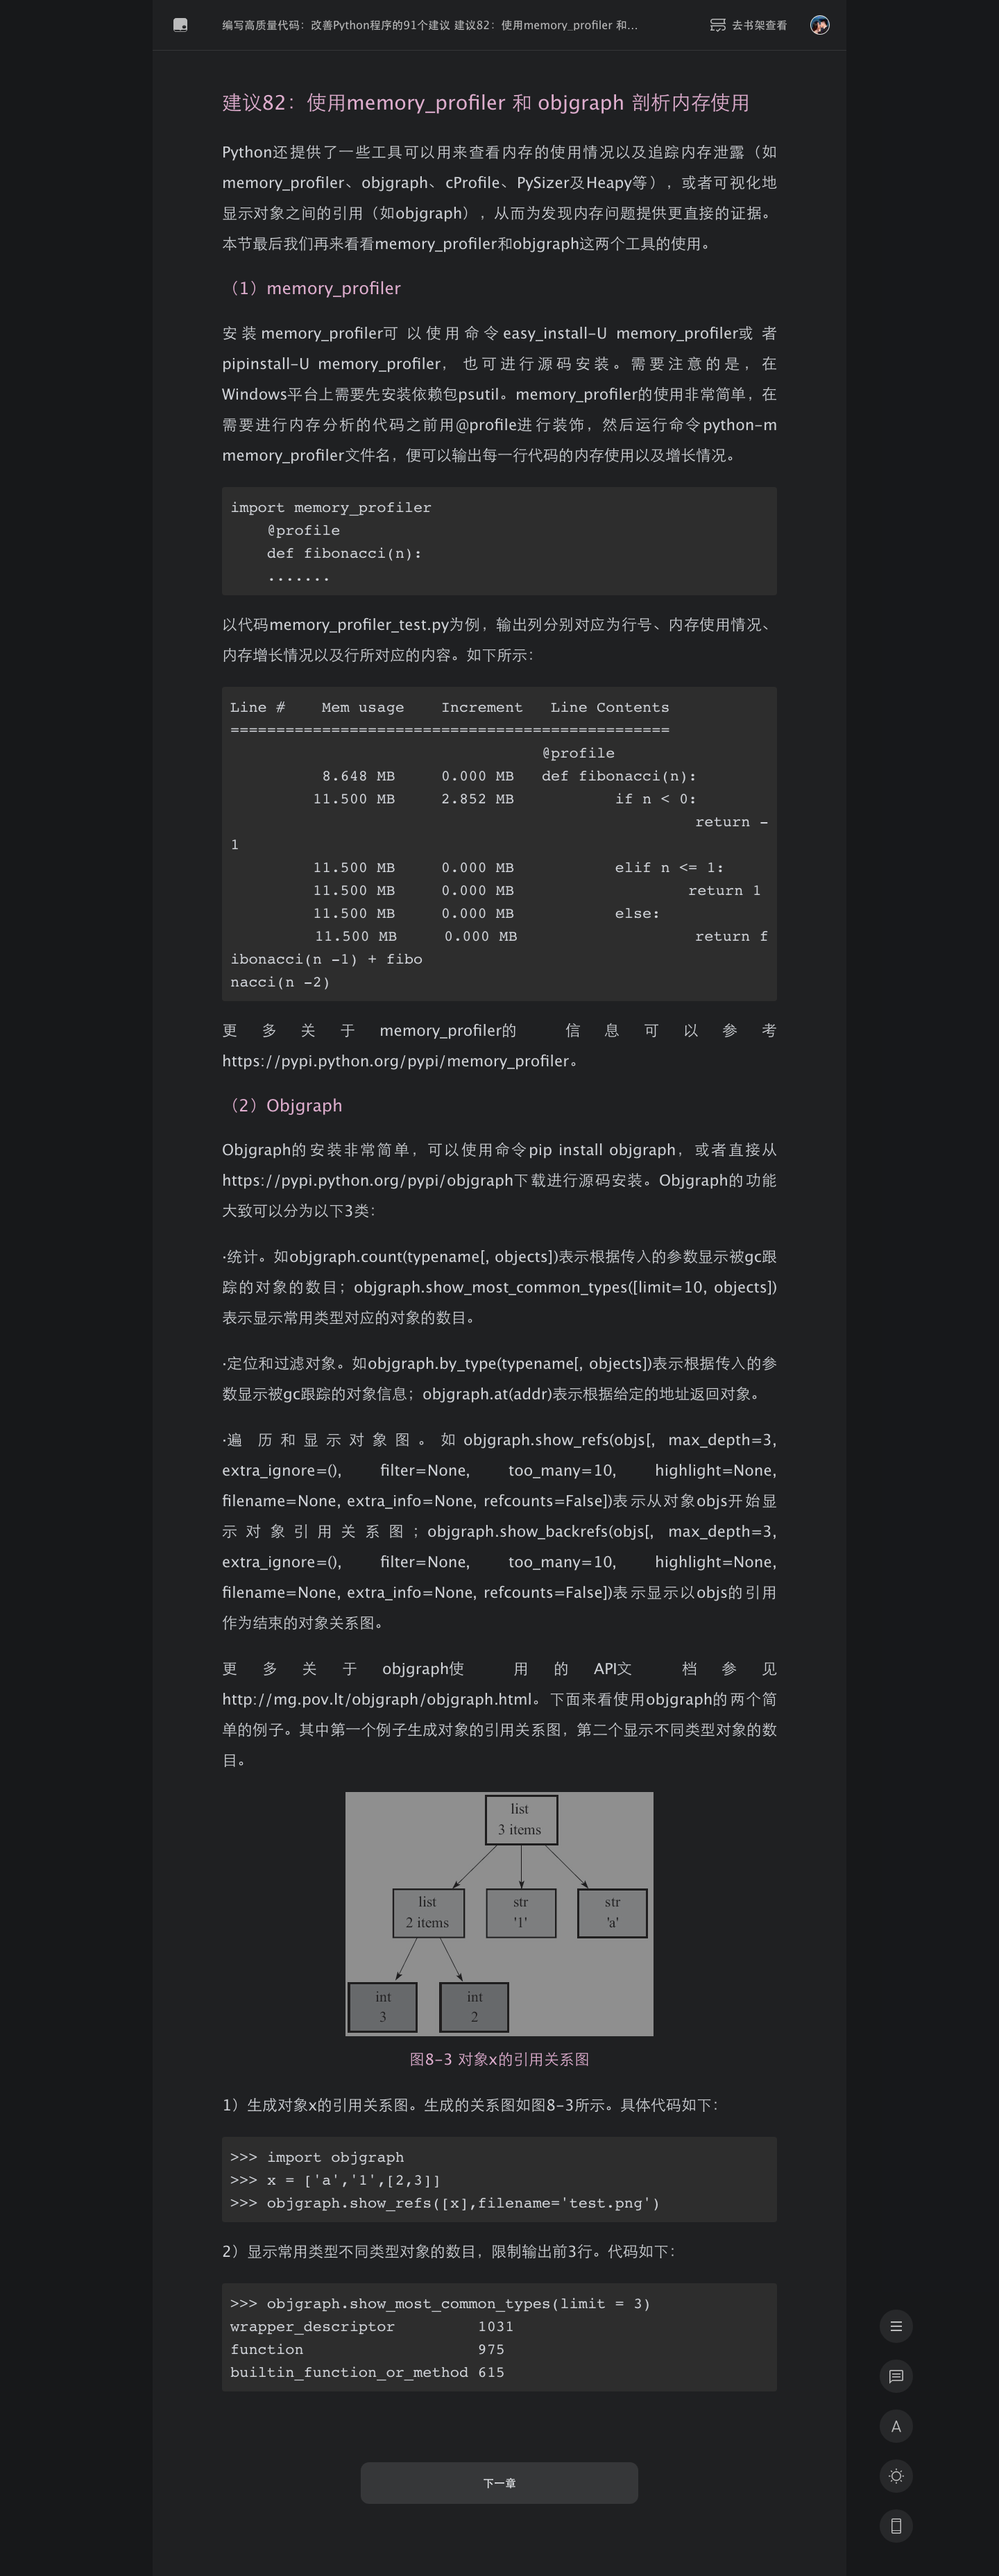 编写高质量代码：改善Python程序的91个建议 建议82：使用memory_profiler 和...
去书架查看
建议82：使用memory_profiler 和 objgraph 剖析内存使用
Python还提供了一些工具可以用来查看内存的使用情况以及追踪内存泄露（如
memory_profiler、objgraph、cProfile、PySizer及Heapy等），或者可视化地
显示对象之间的引用（如objgraph），从而为发现内存问题提供更直接的证据。
本节最后我们再来看看memory_profiler和objgraph这两个工具的使用。
（1）memory_profiler
安装memory_profiler可以使用命令easy_install-U memory_profiler或者
pipinstall-U memory_profiler，也可进行源码安装。需要注意的是，在
Windows平台上需要先安装依赖包psutil。memory_profiler的使用非常简单，在
需要进行内存分析的代码之前用@profile进行装饰，然后运行命令python-m
memory_profiler文件名，便可以输出每一行代码的内存使用以及增长情况。
import memory_profiler
    @profile
    def fibonacci(n):
    .......
以代码memory_profiler_test.py为例，输出列分别对应为行号、内存使用情况、
内存增长情况以及行所对应的内容。如下所示：
Line #    Mem usage    Increment   Line Contents
================================================
                                  @profile
          8.648 MB     0.000 MB   def fibonacci(n):
         11.500 MB     2.852 MB           if n < 0:
                                                   return -
1
         11.500 MB     0.000 MB           elif n <= 1:
         11.500 MB     0.000 MB                   return 1
         11.500 MB     0.000 MB           else:
         11.500 MB     0.000 MB                    return f
ibonacci(n -1) + fibo
nacci(n -2)
更多关于memory_profiler的信息可以参考
https://pypi.python.org/pypi/memory_profiler。
（2）Objgraph
Objgraph的安装非常简单，可以使用命令pip install objgraph，或者直接从
https://pypi.python.org/pypi/objgraph下载进行源码安装。Objgraph的功能
大致可以分为以下3类：
·统计。如objgraph.count(typename[, objects])表示根据传入的参数显示被gc跟
踪的对象的数目；objgraph.show_most_common_types([limit=10, objects])
表示显示常用类型对应的对象的数目。
·定位和过滤对象。如objgraph.by_type(typename[, objects])表示根据传入的参
数显示被gc跟踪的对象信息；objgraph.at(addr)表示根据给定的地址返回对象。
·遍历和显示对象图。如objgraph.show_refs(objs[, max_depth=3,
extra_ignore=(), filter=None, too_many=10, highlight=None,
filename=None, extra_info=None, refcounts=False])表示从对象objs开始显
示对象引用关系图；objgraph.show_backrefs(objs[, max_depth=3,
extra_ignore=(), filter=None, too_many=10, highlight=None,
filename=None, extra_info=None, refcounts=False])表示显示以objs的引用
作为结束的对象关系图。
更多关于objgraph使用的API文档参见
http://mg.pov.lt/objgraph/objgraph.html。下面来看使用objgraph的两个简
单的例子。其中第一个例子生成对象的引用关系图，第二个显示不同类型对象的数
目。
list
3 items
list
2 items
str
'1'
str
'a'
int
3
int
2
图8-3 对象x的引用关系图
1）生成对象x的引用关系图。生成的关系图如图8-3所示。具体代码如下：
>>> import objgraph
>>> x = ['a','1',[2,3]]
>>> objgraph.show_refs([x],filename='test.png')
2）显示常用类型不同类型对象的数目，限制输出前3行。代码如下：
>>> objgraph.show_most_common_types(limit = 3)
wrapper_descriptor         1031
function                   975
builtin_function_or_method 615
下一章
A